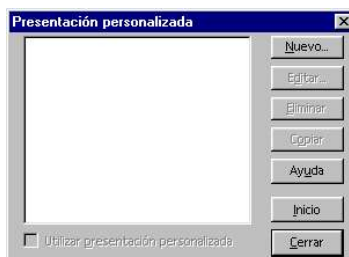 Presentación personalizada
Nuevo...
Editar...
Eliminar
Copiar
Ayuda
Inicio
Utilizar presentación personalizada
Cerrar